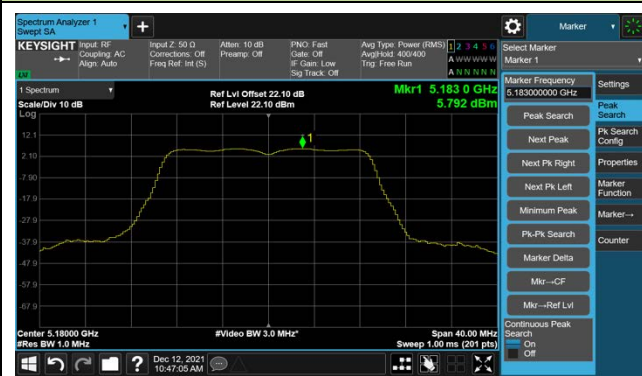 Spectrum Analyzer 1
Swept SA
Marker
KEYSIGHT
Input: RF
Coupling: AC
Align: Auto
Input Z: 50 Ω
Corrections: Off
Freq Ref: Int (S)
Atten: 10 dB
Preamp: Off
PNO: Fast
Gate: Off
IF Gain: Low
Sig Track: Off
Avg Type: Power (RMS)
Avg|Hold: 400/400
Trig: Free Run
1 2 3 4 5 6
A W W W W W
A N N N N N
LXI
Select Marker
Marker 1
1 Spectrum
Scale/Div 10 dB
Log
Ref Lvl Offset 22.10 dB
Ref Level 22.10 dBm
Mkr1 5.183 0 GHz
5.792 dBm
1
12.1
2.10
-7.90
-17.9
-27.9
-37.9
-47.9
-57.9
-67.9
Center 5.18000 GHz
#Res BW 1.0 MHz
#Video BW 3.0 MHz*
Span 40.00 MHz
Sweep 1.00 ms (201 pts)
Marker Frequency
5.183000000 GHz
Peak Search
Next Peak
Next Pk Right
Next Pk Left
Minimum Peak
Pk-Pk Search
Marker Delta
Mkr→CF
Mkr→Ref Lvl
Continuous Peak
Search
On
Off
Settings
Peak
Search
Pk Search
Config
Properties
Marker
Function
Marker→
Counter
Dec 12, 2021
10:47:05 AM